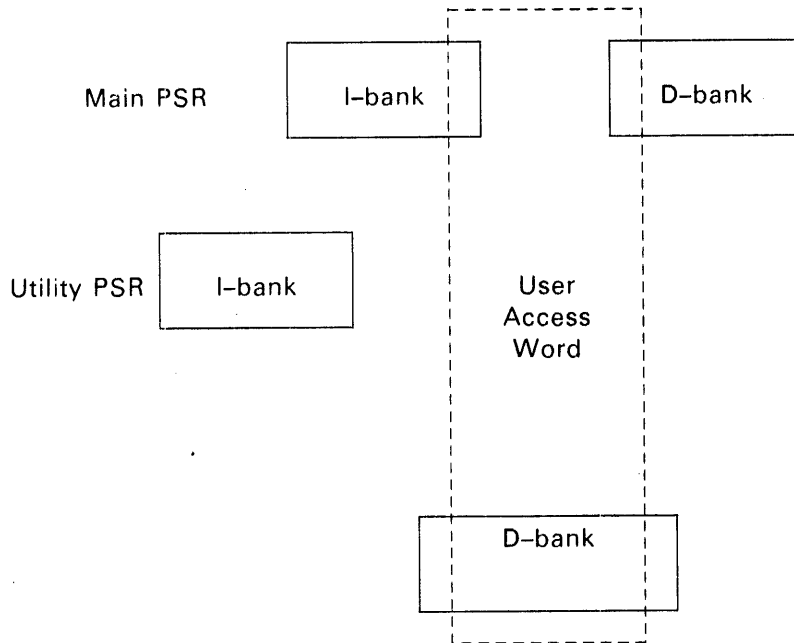 Main PSR
I–bank
D–bank
Utility PSR
I–bank
User
Access
Word
D–bank